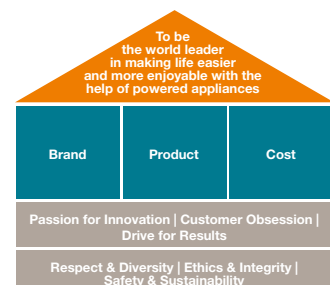 To be
the world leader
in making life easier
and more enjoyable with the
help of powered appliances
Brand
Product
Cost
Passion for Innovation | Customer Obsession |
Drive for Results
Respect & Diversity | Ethics & Integrity |
Safety & Sustainability